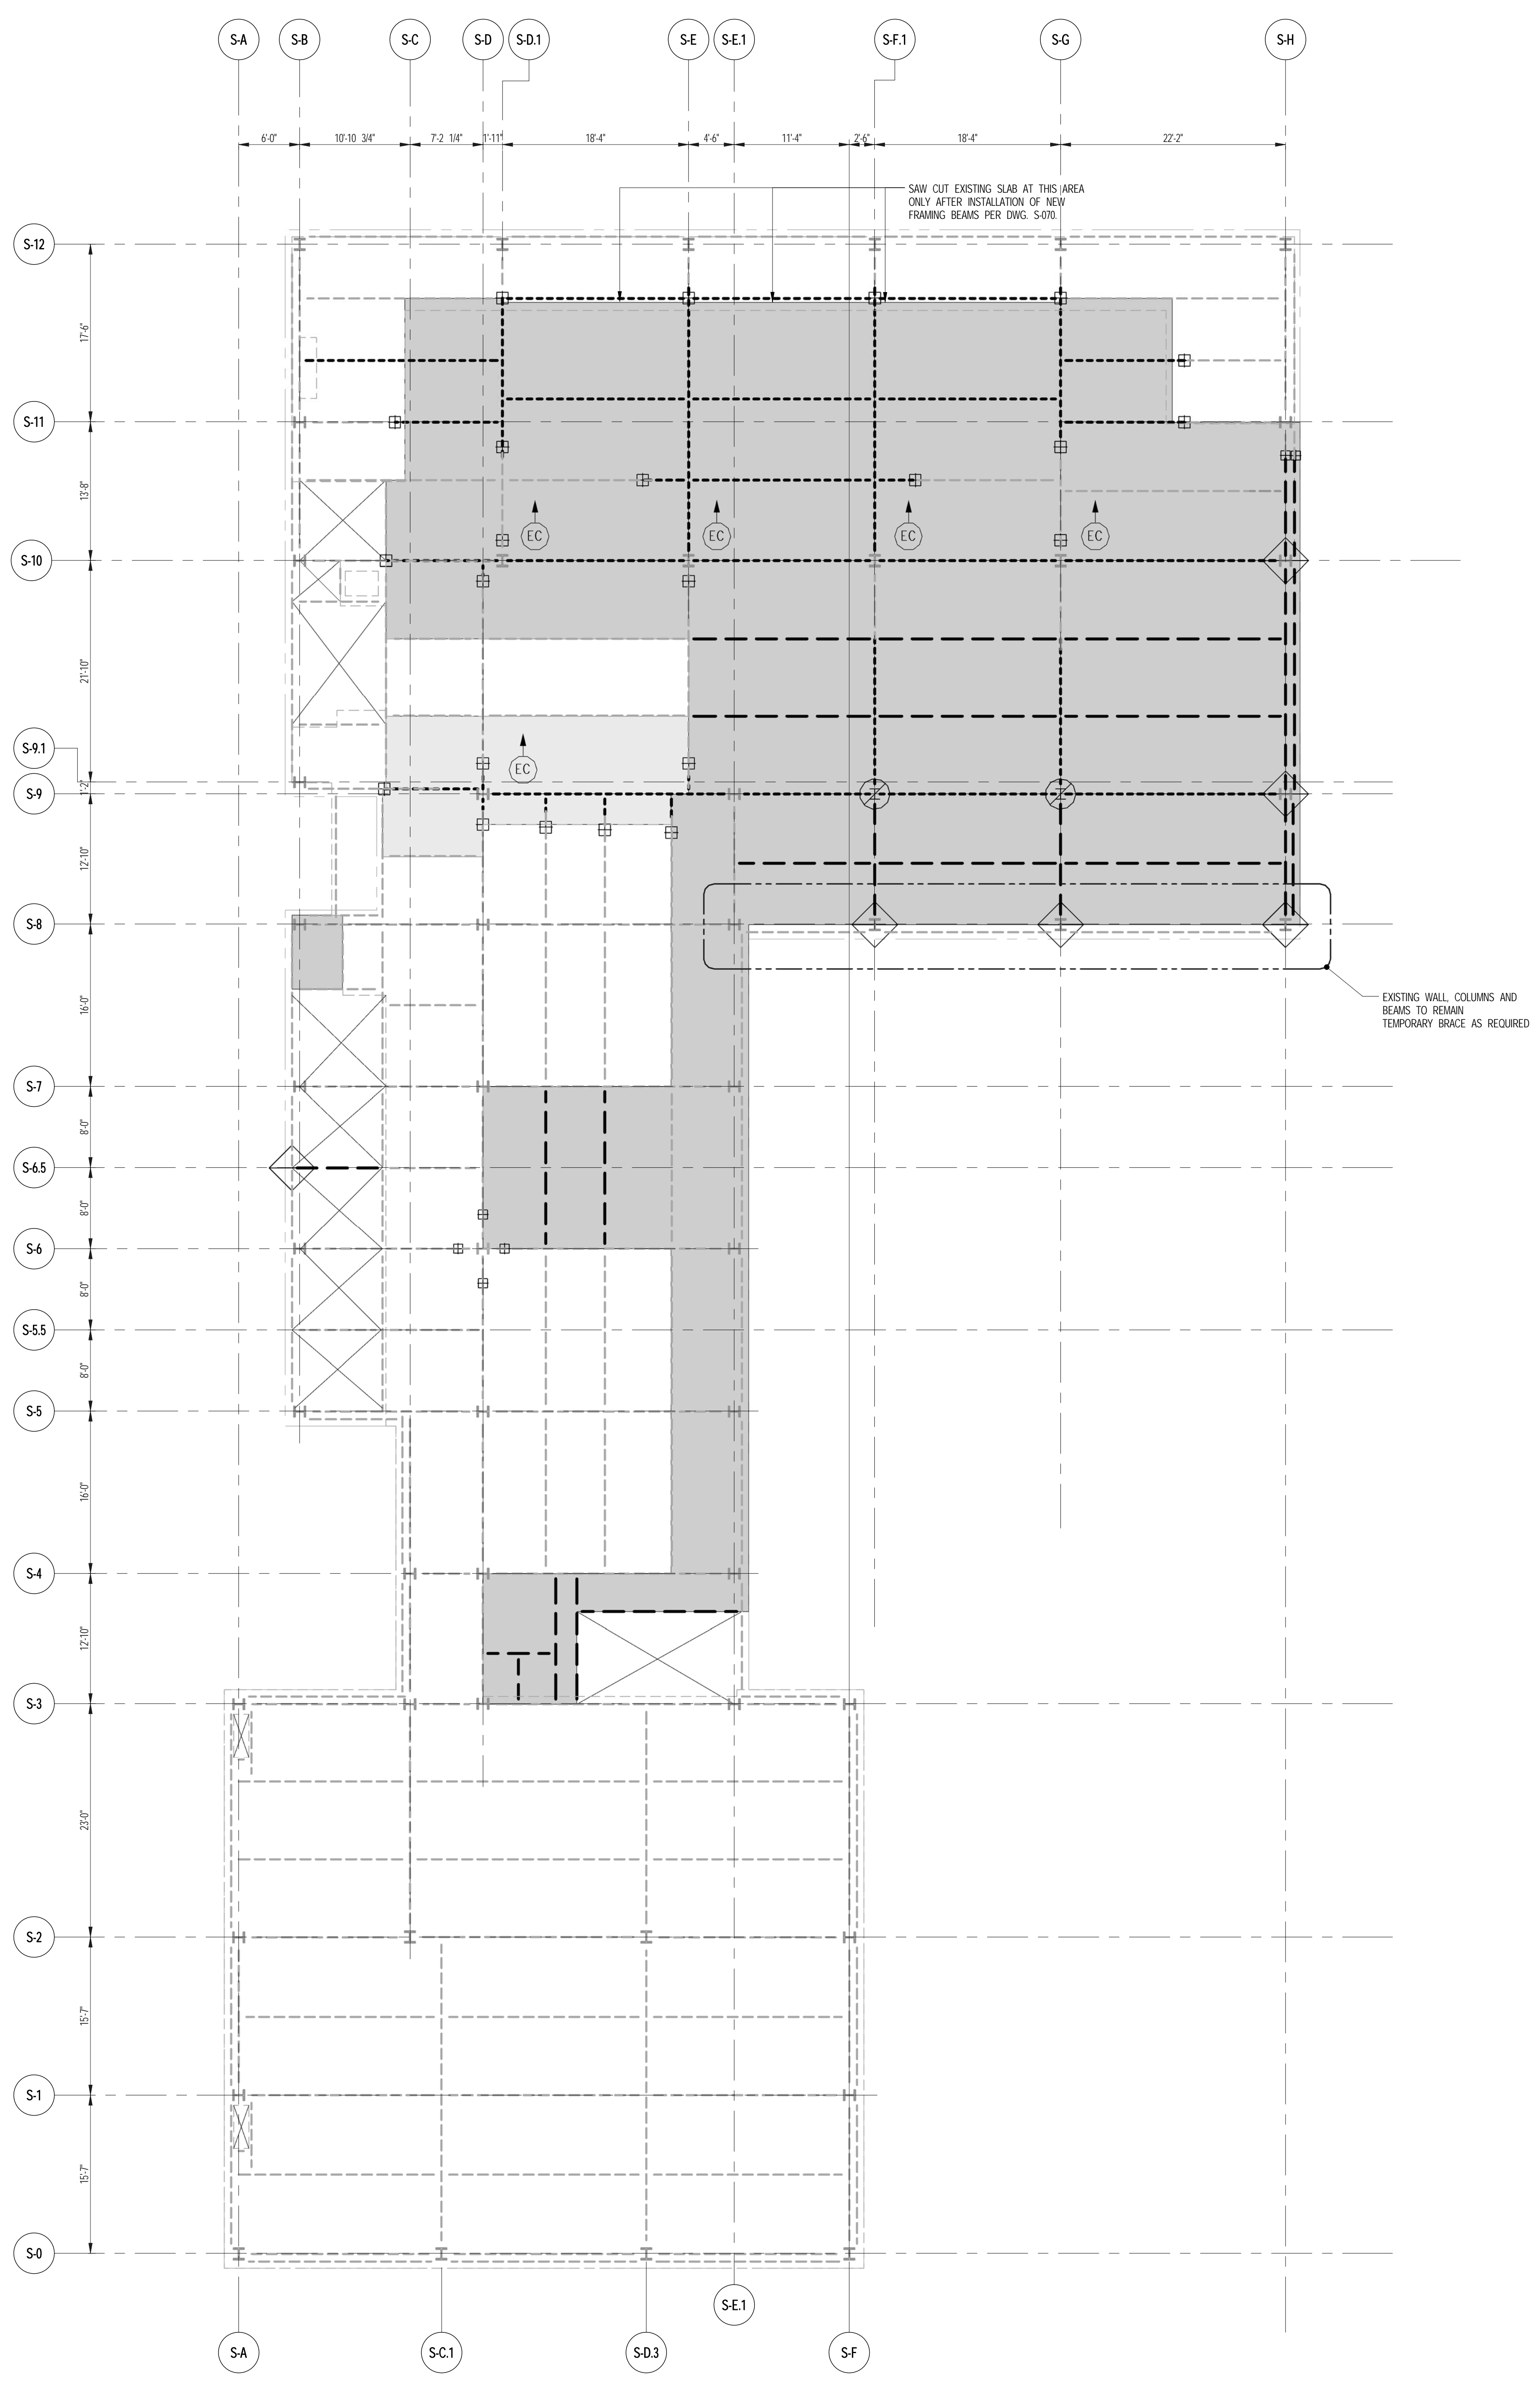 S-A
S-B
S-C
S-D
S-D.1
S-E
S-E.1
S-F.1
S-G
S-H
6'-0"
10'-10 3/4"
7'-2 1/4"
1'-11"
18'-4"
4'-6"
11'-4"
2'-6"
18'-4"
22'-2"
SAW CUT EXISTING SLAB AT THIS AREA
ONLY AFTER INSTALLATION OF NEW
FRAMING BEAMS PER DWG. S-070.
S-12
17'-6"
S-11
13'-8"
EC
EC
EC
EC
S-10
21'-10"
S-9.1
EC
1'-2"
S-9
12'-10"
S-8
16'-0"
EXISTING WALL, COLUMNS AND
BEAMS TO REMAIN
TEMPORARY BRACE AS REQUIRED
S-7
8'-0"
S-6.5
8'-0"
S-6
8'-0"
S-5.5
8'-0"
S-5
16'-0"
S-4
12'-10"
S-3
23'-0"
S-2
15'-7"
S-1
15'-7"
S-0
S-E.1
S-A
S-C.1
S-D.3
S-F